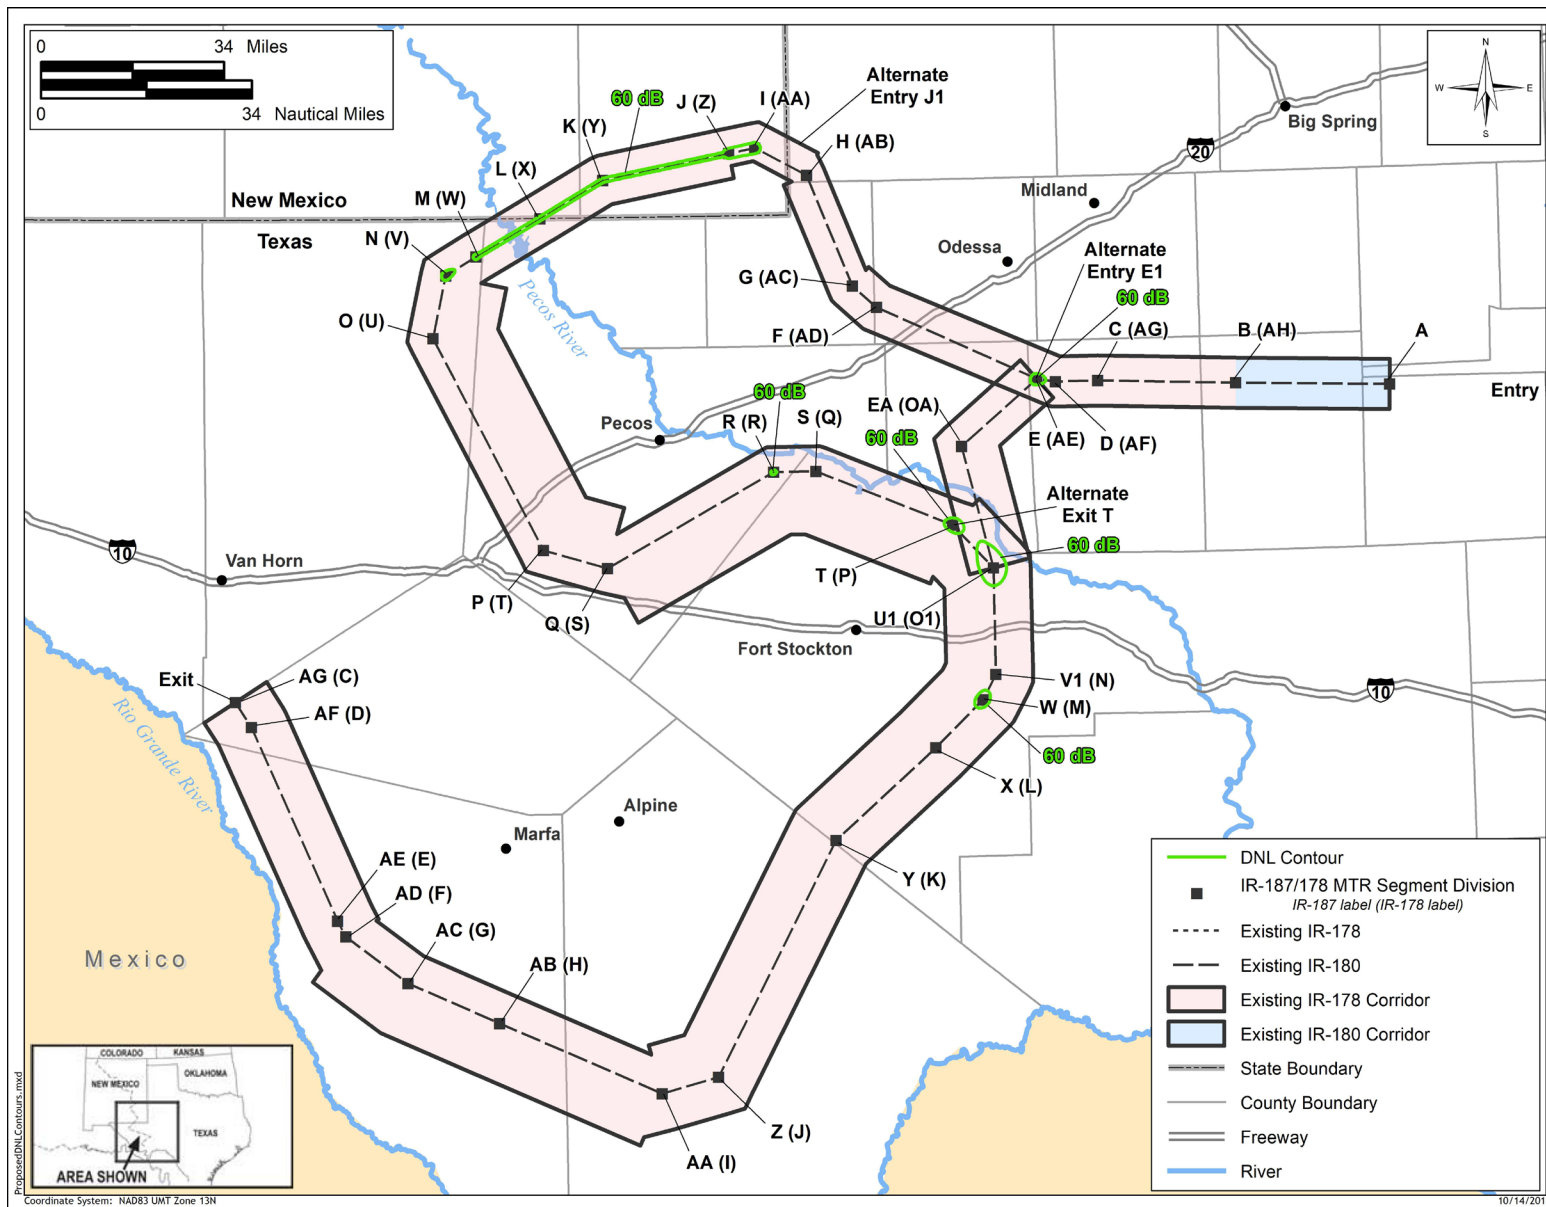 0 34 Miles
0 34 Nautical Miles
N
W E
S
Alternate
Entry J1
60 dB
J (Z)
I (AA)
K (Y)
H (AB)
Big Spring
20
L (X)
Midland
New Mexico
M (W)
Texas
N (V)
Odessa
Alternate
Entry E1
G (AC)
60 dB
Pecos River
O (U)
F (AD)
C (AG)
B (AH)
A
60 dB
Entry
R (R)
S (Q)
EA (OA)
Pecos
60 dB
E (AE)
D (AF)
Alternate
Exit T
10
Van Horn
60 dB
T (P)
P (T)
Q (S)
U1 (O1)
Fort Stockton
Exit
AG (C)
V1 (N)
10
AF (D)
W (M)
Rio Grande River
60 dB
X (L)
Alpine
Marfa
AE (E)
Y (K)
AD (F)
AC (G)
Mexico
AB (H)
Z (J)
AA (I)
DNL Contour
IR-187/178 MTR Segment Division
IR-187 label (IR-178 label)
Existing IR-178
Existing IR-180
Existing IR-178 Corridor
Existing IR-180 Corridor
State Boundary
County Boundary
Freeway
River
COLORADO KANSAS
NEW MEXICO OKLAHOMA
TEXAS
AREA SHOWN
ProposedDNLContours.mxd
Coordinate System: NAD83 UMT Zone 13N
10/14/201